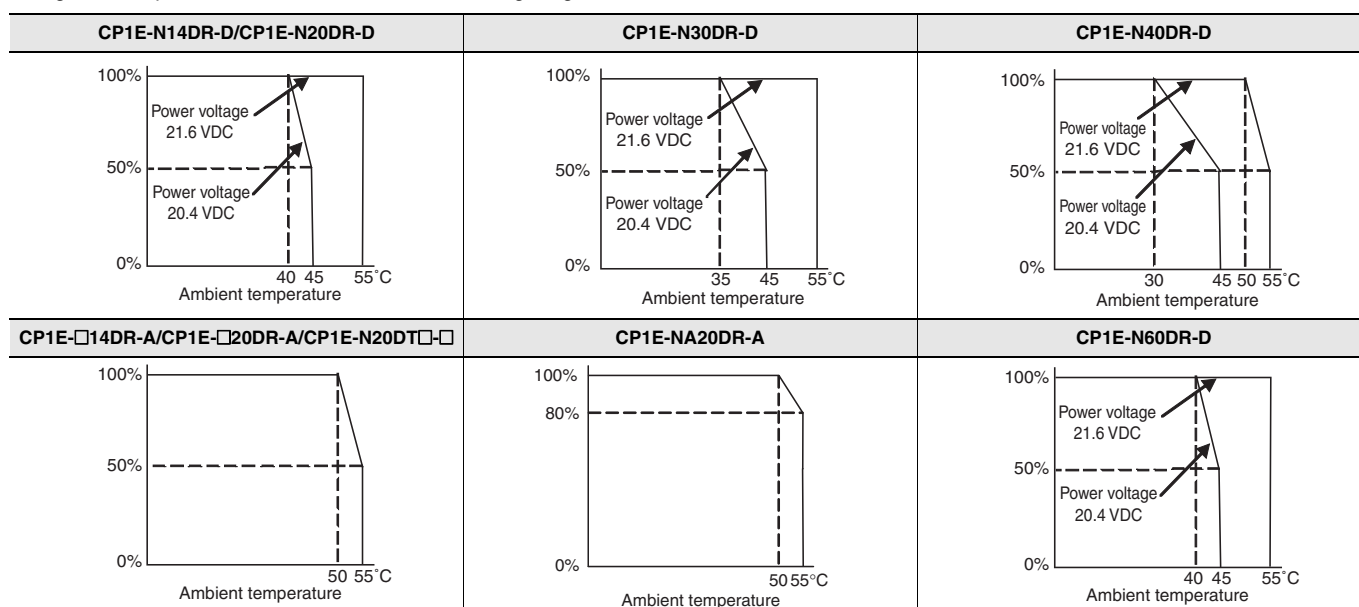 CP1E-N14DR-D/CP1E-N20DR-D
CP1E-N30DR-D
CP1E-N40DR-D
100%
Power voltage
21.6 VDC
50%
Power voltage
20.4 VDC
0%
40 45 55˚C
Ambient temperature
100%
Power voltage
21.6 VDC
50%
Power voltage
20.4 VDC
0%
35 45 55˚C
Ambient temperature
100%
Power voltage
21.6 VDC
50%
Power voltage
20.4 VDC
0%
30 45 50 55˚C
Ambient temperature
CP1E-□14DR-A/CP1E-□20DR-A/CP1E-N20DT□-□
CP1E-NA20DR-A
CP1E-N60DR-D
100%
50%
0%
50 55˚C
Ambient temperature
100%
80%
0%
50 55°C
Ambient temperature
100%
Power voltage
21.6 VDC
50%
Power voltage
20.4 VDC
0%
40 45 55˚C
Ambient temperature